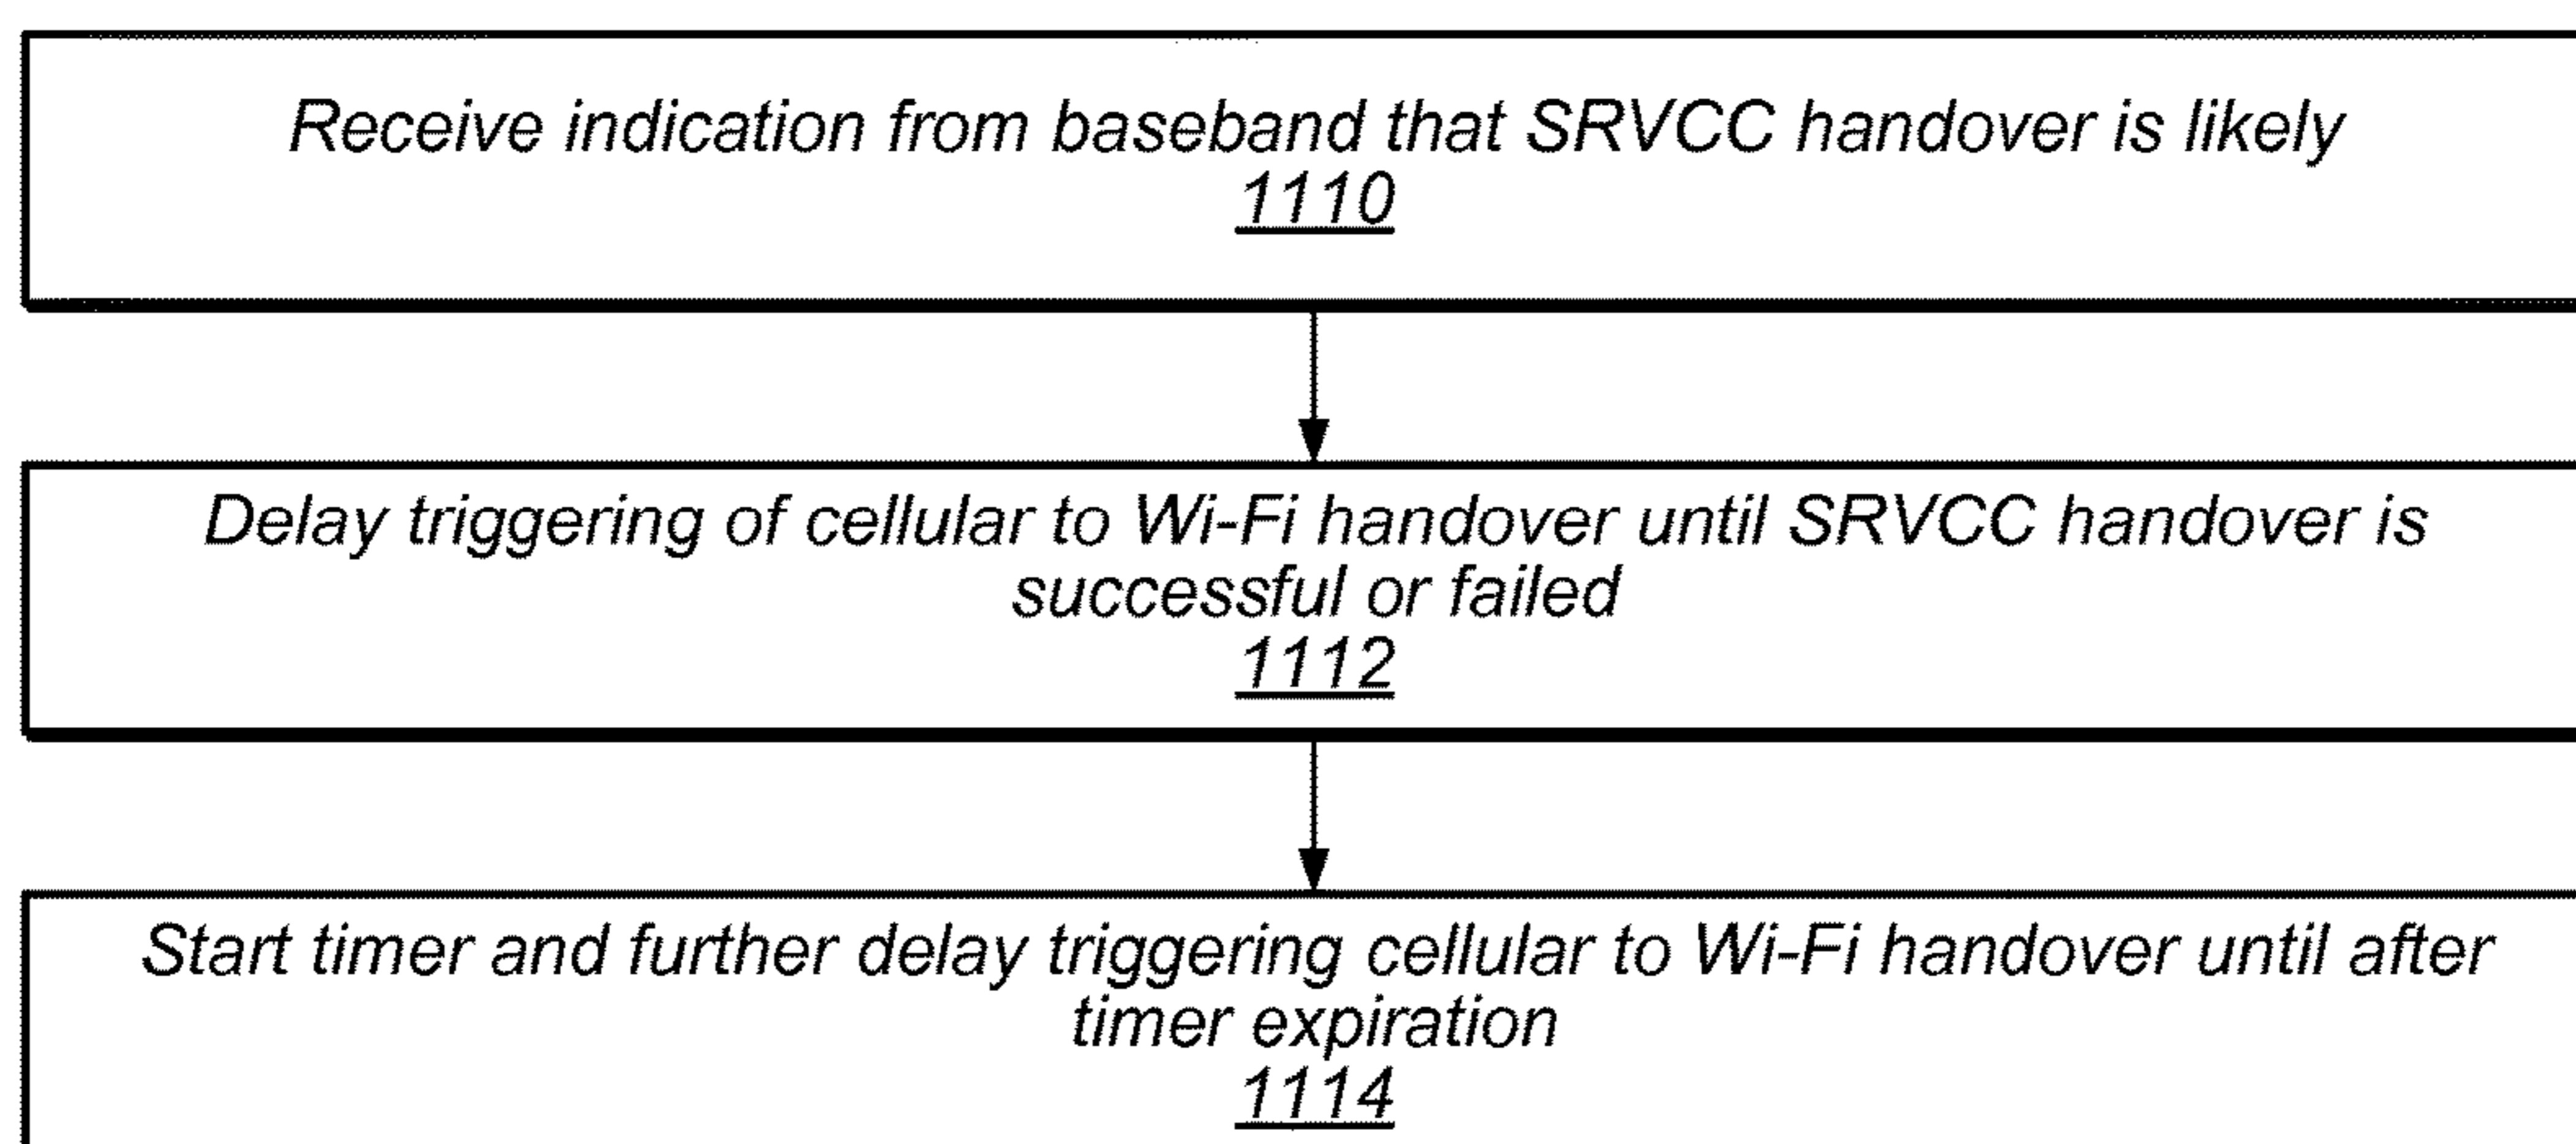 Receive indication from baseband that SRVCC handover is likely
1110
Delay triggering of cellular to Wi-Fi handover until SRVCC handover is
successful or failed
1112
Start timer and further delay triggering cellular to Wi-Fi handover until after
timer expiration
1114